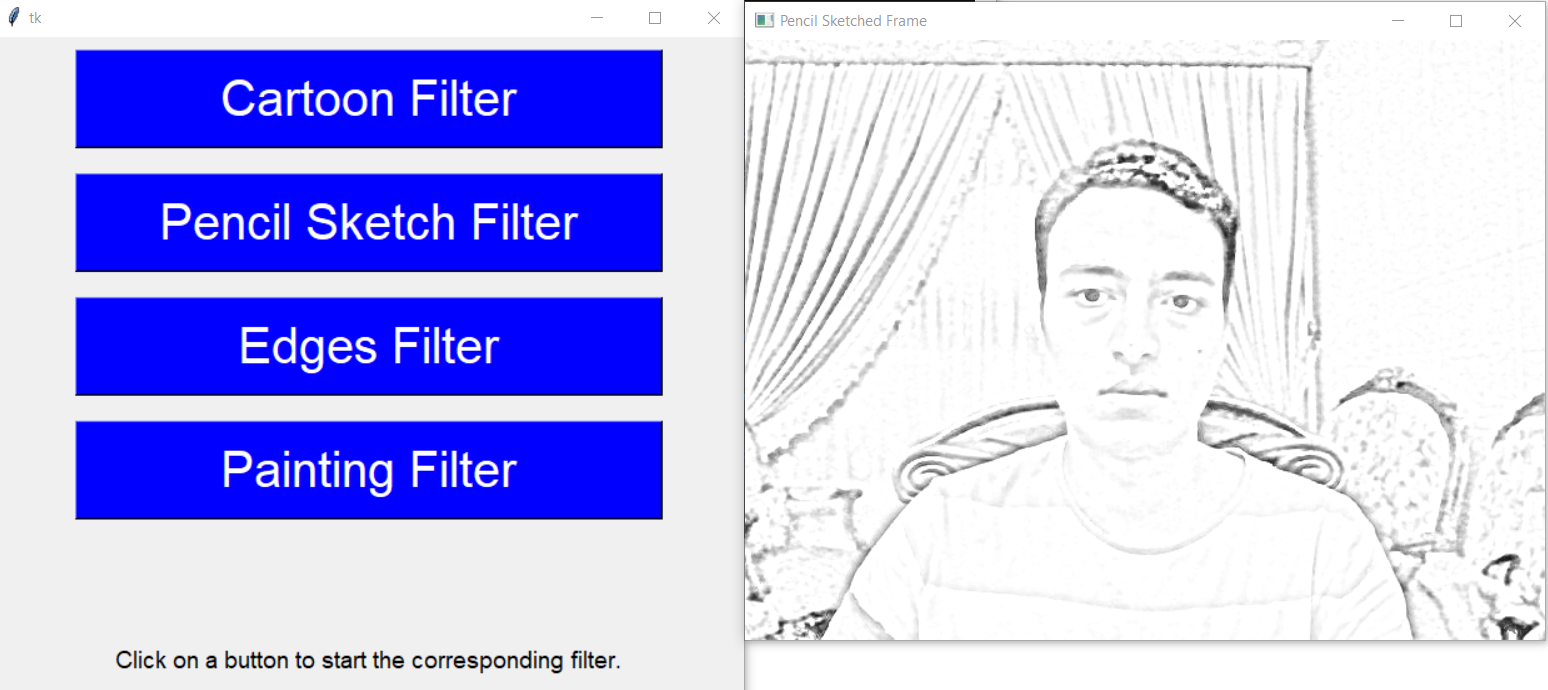 tk
Cartoon Filter
Pencil Sketch Filter
Edges Filter
Painting Filter
Click on a button to start the corresponding filter.
Pencil Sketched Frame